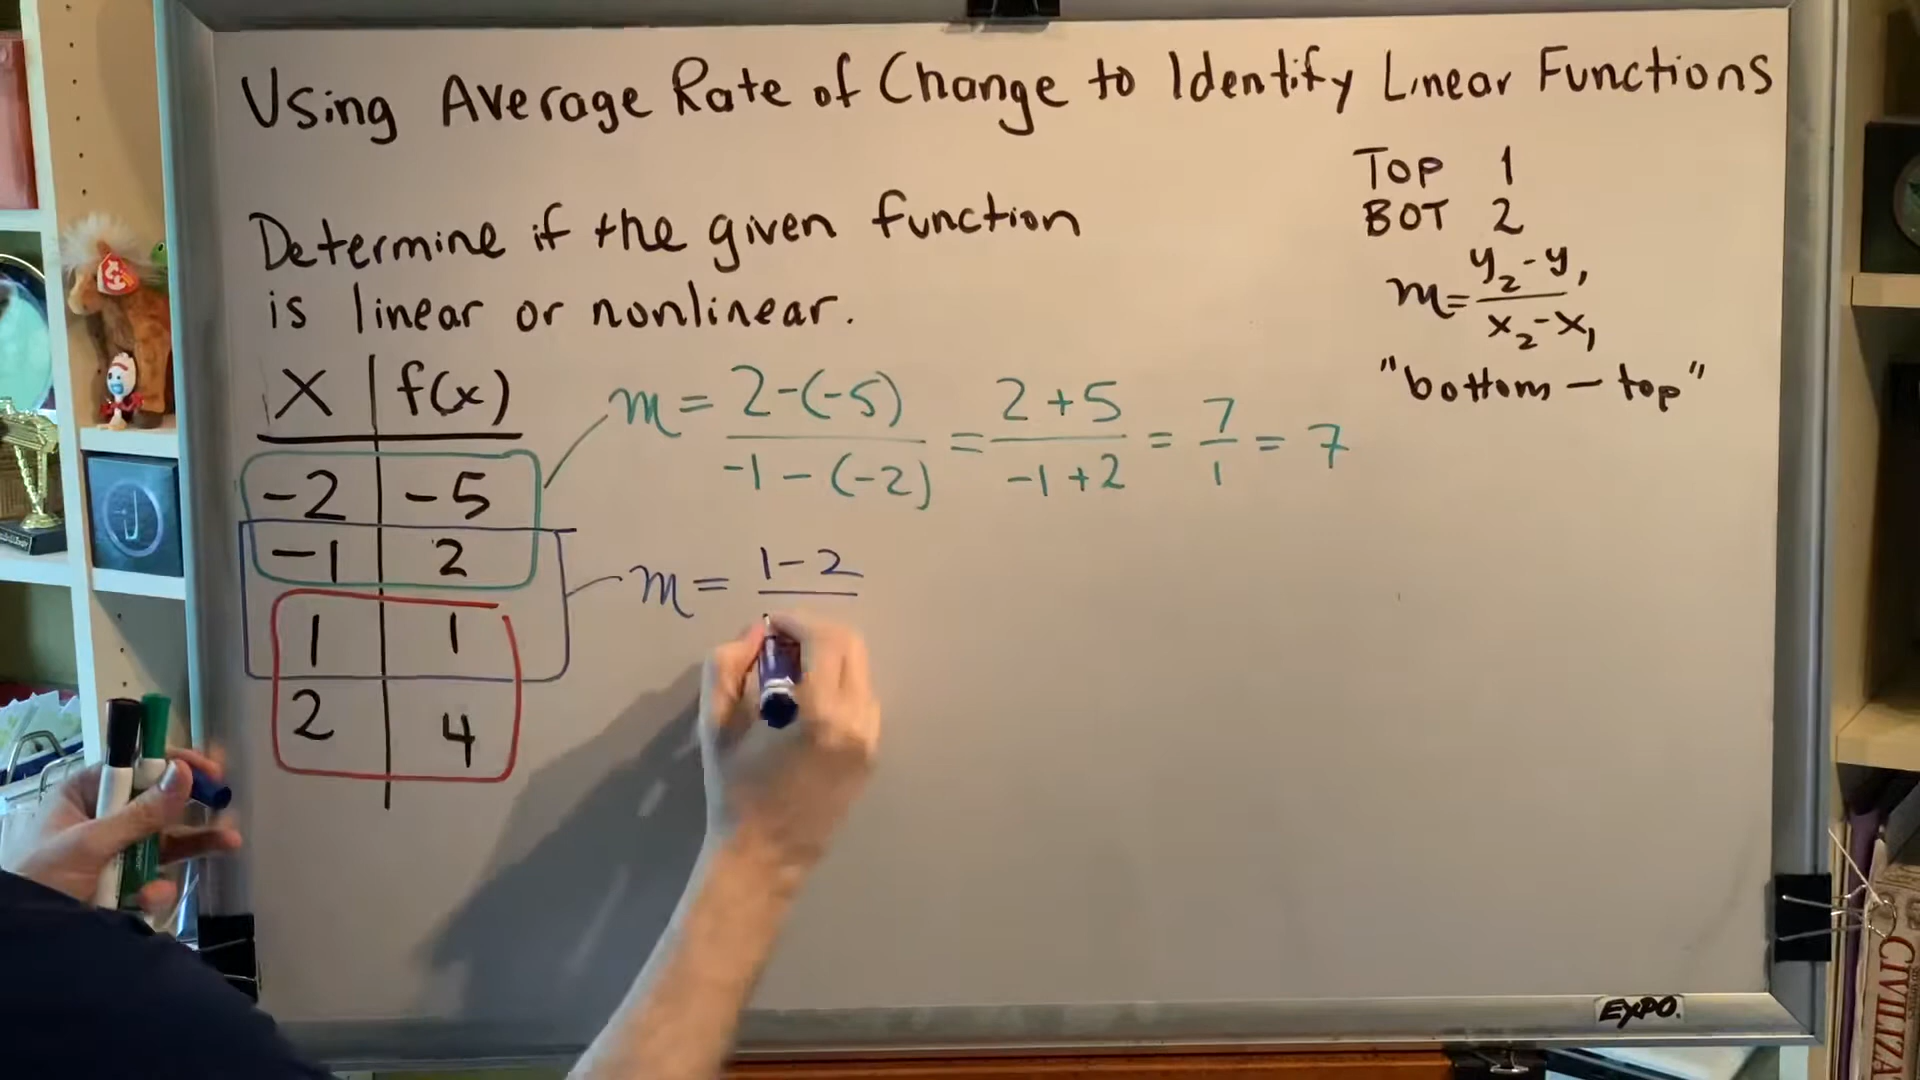 Using Average Rate of Change to Identify Linear Functions
TOP 1
BOT 2
m = y₂-y₁ / x₂-x₁
"bottom – top"
Determine if the given function
is linear or nonlinear.
X | f(x)
-2 | -5
-1 | 2
1 | 1
2 | 4
m = 2-(-5) / -1-(-2) = 2+5 / -1+2 = 7/1 = 7
m = 1-2
EXPO.